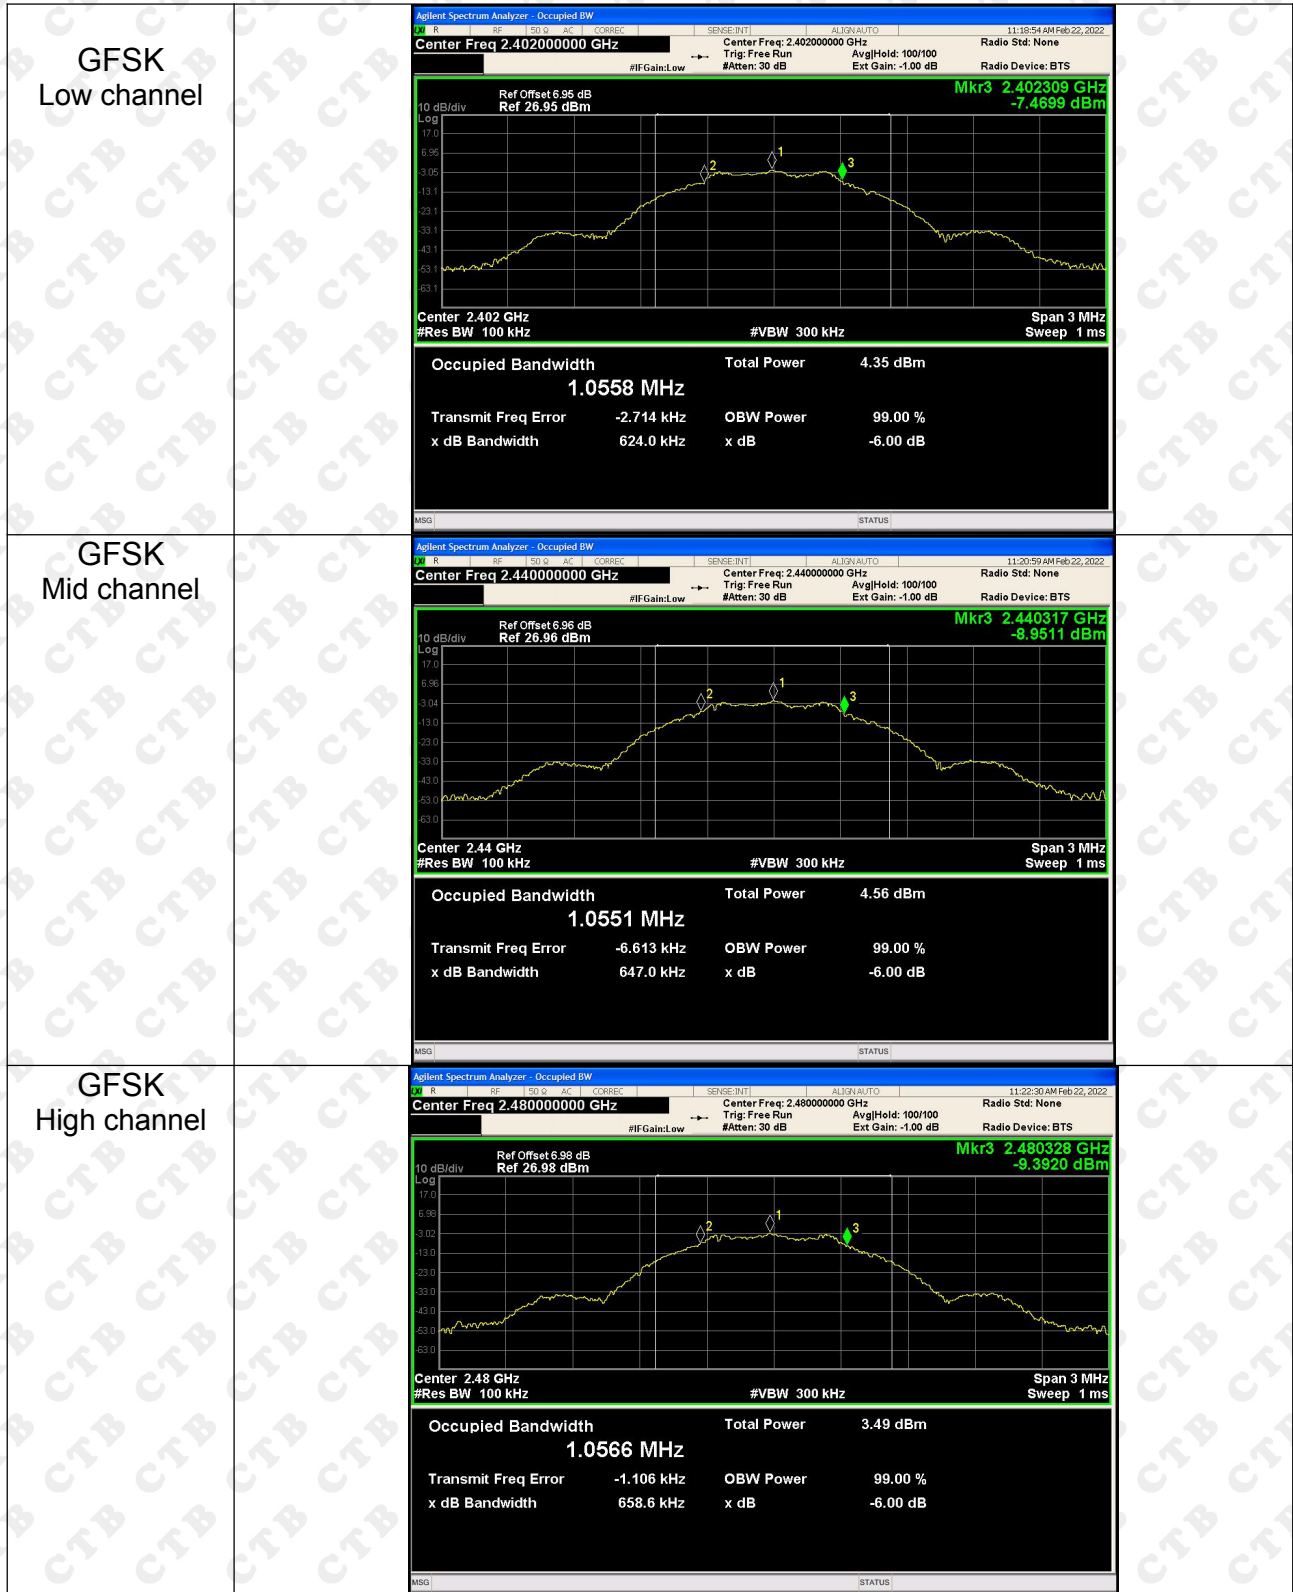 GFSK
Low channel
Agilent Spectrum Analyzer - Occupied BW
R RF 50 Ω AC CORREC SENSE:INT ALIGNAUTO 11:18:54 AM Feb 22, 2022
Center Freq 2.402000000 GHz
Center Freq: 2.402000000 GHz Radio Std: None
Trig: Free Run Avg|Hold: 100/100
#IFGain:Low #Atten: 30 dB Ext Gain: -1.00 dB Radio Device: BTS
Mkr3 2.402309 GHz
-7.4699 dBm
Ref Offset 6.95 dB
10 dB/div Ref 26.95 dBm
Log
17.0
6.95
-3.05
-13.1
-23.1
-33.1
-43.1
-53.1
-63.1
2
1
3
Center 2.402 GHz Span 3 MHz
#Res BW 100 kHz #VBW 300 kHz Sweep 1 ms
Occupied Bandwidth Total Power 4.35 dBm
1.0558 MHz
Transmit Freq Error -2.714 kHz OBW Power 99.00 %
x dB Bandwidth 624.0 kHz x dB -6.00 dB
MSG STATUS
GFSK
Mid channel
Agilent Spectrum Analyzer - Occupied BW
R RF 50 Ω AC CORREC SENSE:INT ALIGNAUTO 11:20:59 AM Feb 22, 2022
Center Freq 2.440000000 GHz
Center Freq: 2.440000000 GHz Radio Std: None
Trig: Free Run Avg|Hold: 100/100
#IFGain:Low #Atten: 30 dB Ext Gain: -1.00 dB Radio Device: BTS
Mkr3 2.440317 GHz
-8.9511 dBm
Ref Offset 6.96 dB
10 dB/div Ref 26.96 dBm
Log
17.0
6.96
-3.04
-13.0
-23.0
-33.0
-43.0
-53.0
-63.0
2
1
3
Center 2.44 GHz Span 3 MHz
#Res BW 100 kHz #VBW 300 kHz Sweep 1 ms
Occupied Bandwidth Total Power 4.56 dBm
1.0551 MHz
Transmit Freq Error -6.613 kHz OBW Power 99.00 %
x dB Bandwidth 647.0 kHz x dB -6.00 dB
MSG STATUS
GFSK
High channel
Agilent Spectrum Analyzer - Occupied BW
R RF 50 Ω AC CORREC SENSE:INT ALIGNAUTO 11:22:30 AM Feb 22, 2022
Center Freq 2.480000000 GHz
Center Freq: 2.480000000 GHz Radio Std: None
Trig: Free Run Avg|Hold: 100/100
#IFGain:Low #Atten: 30 dB Ext Gain: -1.00 dB Radio Device: BTS
Mkr3 2.480328 GHz
-9.3920 dBm
Ref Offset 6.98 dB
10 dB/div Ref 26.98 dBm
Log
17.0
6.98
-3.02
-13.0
-23.0
-33.0
-43.0
-53.0
-63.0
2
1
3
Center 2.48 GHz Span 3 MHz
#Res BW 100 kHz #VBW 300 kHz Sweep 1 ms
Occupied Bandwidth Total Power 3.49 dBm
1.0566 MHz
Transmit Freq Error -1.106 kHz OBW Power 99.00 %
x dB Bandwidth 658.6 kHz x dB -6.00 dB
MSG STATUS